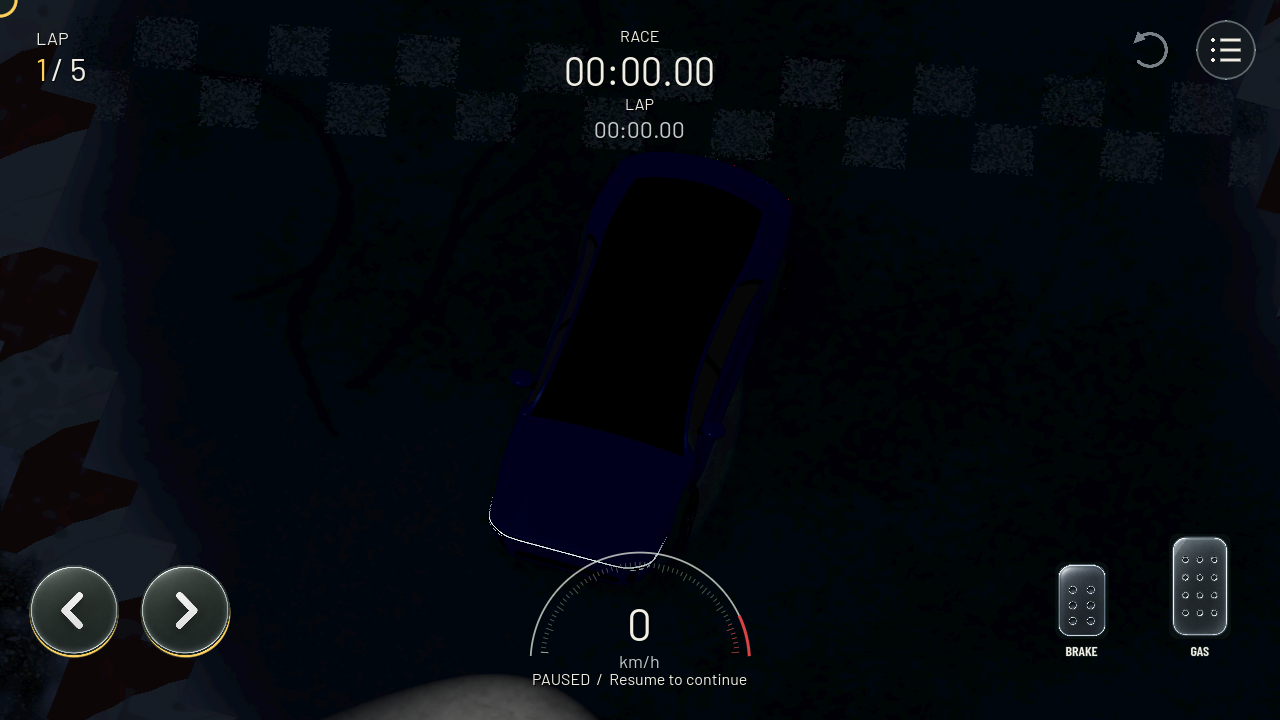 LAP
1 / 5
RACE
00:00.00
LAP
00:00.00
0
km/h
PAUSED / Resume to continue
BRAKE
GAS